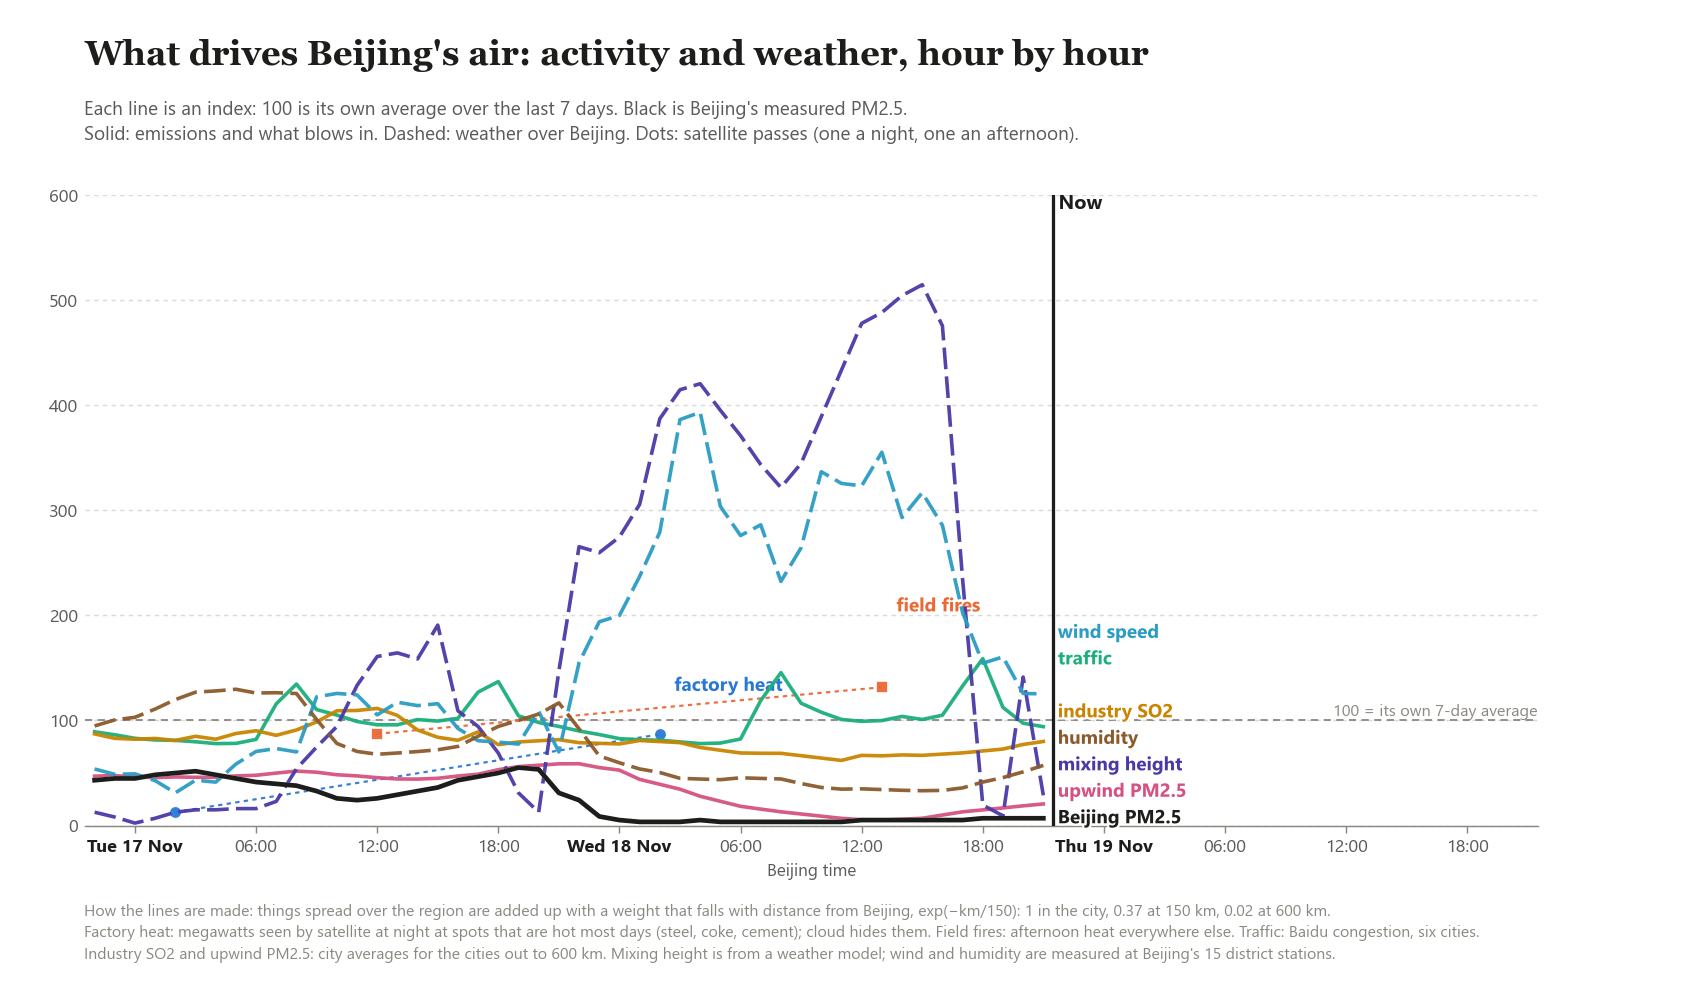 What drives Beijing's air: activity and weather, hour by hour
Each line is an index: 100 is its own average over the last 7 days. Black is Beijing's measured PM2.5.
Solid: emissions and what blows in. Dashed: weather over Beijing. Dots: satellite passes (one a night, one an afternoon).
600
Now
500
400
300
field fires
200
wind speed
traffic
factory heat
industry SO2
100 = its own 7-day average
100
humidity
mixing height
upwind PM2.5
Beijing PM2.5
0
Tue 17 Nov 06:00 12:00 18:00 Wed 18 Nov 06:00 12:00 18:00 Thu 19 Nov 06:00 12:00 18:00
Beijing time
How the lines are made: things spread over the region are added up with a weight that falls with distance from Beijing, exp(−km/150): 1 in the city, 0.37 at 150 km, 0.02 at 600 km.
Factory heat: megawatts seen by satellite at night at spots that are hot most days (steel, coke, cement); cloud hides them. Field fires: afternoon heat everywhere else. Traffic: Baidu congestion, six cities.
Industry SO2 and upwind PM2.5: city averages for the cities out to 600 km. Mixing height is from a weather model; wind and humidity are measured at Beijing's 15 district stations.